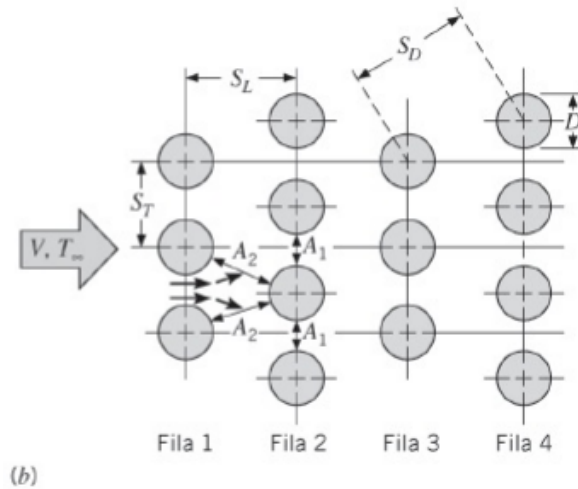 S_D
S_L
D
S_T
V, T_∞
A_2
A_1
A_2
A_1
Fila 1 Fila 2 Fila 3 Fila 4
(b)